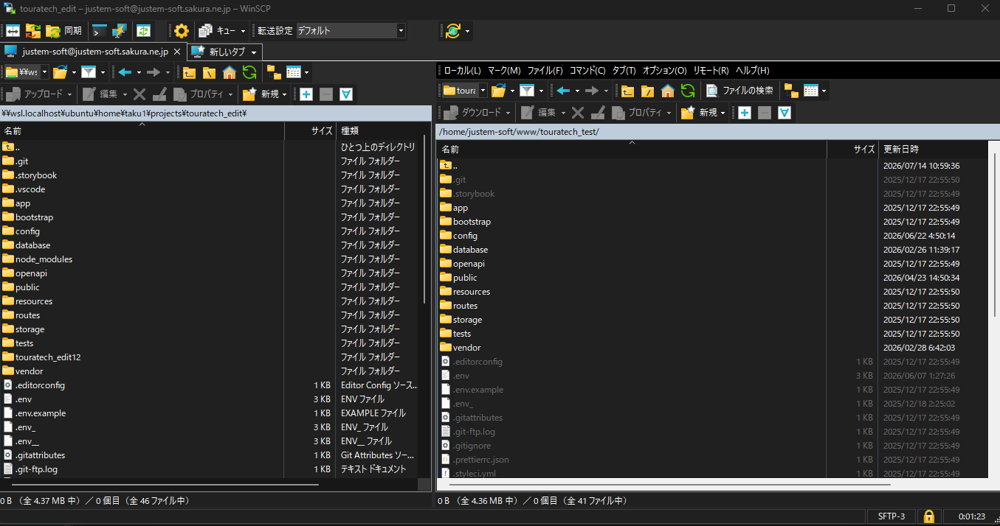 touratech_edit – justem-soft@justem-soft.sakura.ne.jp – WinSCP
同期 キュー 転送設定 デフォルト
justem-soft@justem-soft.sakura.ne.jp × 新しいタブ
¥¥ws
アップロード 編集 プロパティ 新規
¥¥wsl.localhost¥ubuntu¥home¥taku1¥projects¥touratech_edit¥
名前 サイズ 種類
.. ひとつ上のディレクトリ
.git ファイル フォルダー
.storybook ファイル フォルダー
.vscode ファイル フォルダー
app ファイル フォルダー
bootstrap ファイル フォルダー
config ファイル フォルダー
database ファイル フォルダー
node_modules ファイル フォルダー
openapi ファイル フォルダー
public ファイル フォルダー
resources ファイル フォルダー
routes ファイル フォルダー
storage ファイル フォルダー
tests ファイル フォルダー
touratech_edit12 ファイル フォルダー
vendor ファイル フォルダー
.editorconfig 1 KB Editor Config ソース...
.env 3 KB ENV ファイル
.env.example 1 KB EXAMPLE ファイル
.env_ 3 KB ENV_ ファイル
.env__ 3 KB ENV__ ファイル
.gitattributes 1 KB Git Attributes ソー...
.git-ftp.log 1 KB テキスト ドキュメント
0 B （全 4.37 MB 中）／ 0 個目（全 46 ファイル中）
ローカル(L) マーク(M) ファイル(F) コマンド(C) タブ(T) オプション(O) リモート(R) ヘルプ(H)
toura ファイルの検索
ダウンロード 編集 プロパティ 新規
/home/justem-soft/www/touratech_test/
名前 サイズ 更新日時
.. 2026/07/14 10:59:36
.git 2025/12/17 22:55:50
.storybook 2025/12/17 22:55:49
app 2025/12/17 22:55:49
bootstrap 2025/12/17 22:55:49
config 2026/06/22 4:50:14
database 2026/02/26 11:39:17
openapi 2025/12/17 22:55:49
public 2026/04/23 14:50:34
resources 2025/12/17 22:55:50
routes 2025/12/17 22:55:50
storage 2025/12/17 22:55:50
tests 2025/12/17 22:55:50
vendor 2026/02/28 6:42:03
.editorconfig 1 KB 2025/12/17 22:55:49
.env 3 KB 2026/06/07 1:27:26
.env.example 1 KB 2025/12/17 22:55:49
.env_ 1 KB 2025/12/18 2:25:02
.gitattributes 1 KB 2025/12/17 22:55:49
.git-ftp.log 1 KB 2025/12/17 22:55:49
.gitignore 1 KB 2025/12/17 22:55:49
.prettierrc.json 1 KB 2025/12/17 22:55:49
.styleci.yml 1 KB 2025/12/17 22:55:49
0 B （全 4.36 MB 中）／ 0 個目（全 41 ファイル中）
SFTP-3 0:01:23